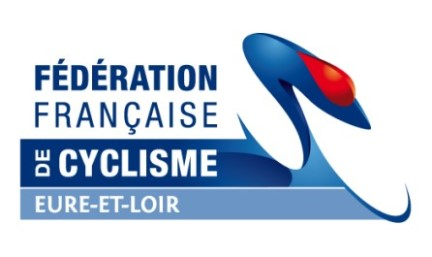 FÉDÉRATION
FRANÇAISE
DE CYCLISME
EURE-ET-LOIR